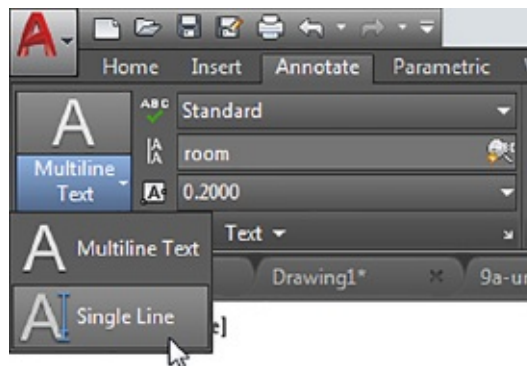 Home Insert Annotate Parametric
A Standard
Multiline Text room
0.2000
Text
Multiline Text
Drawing1*
Single Line